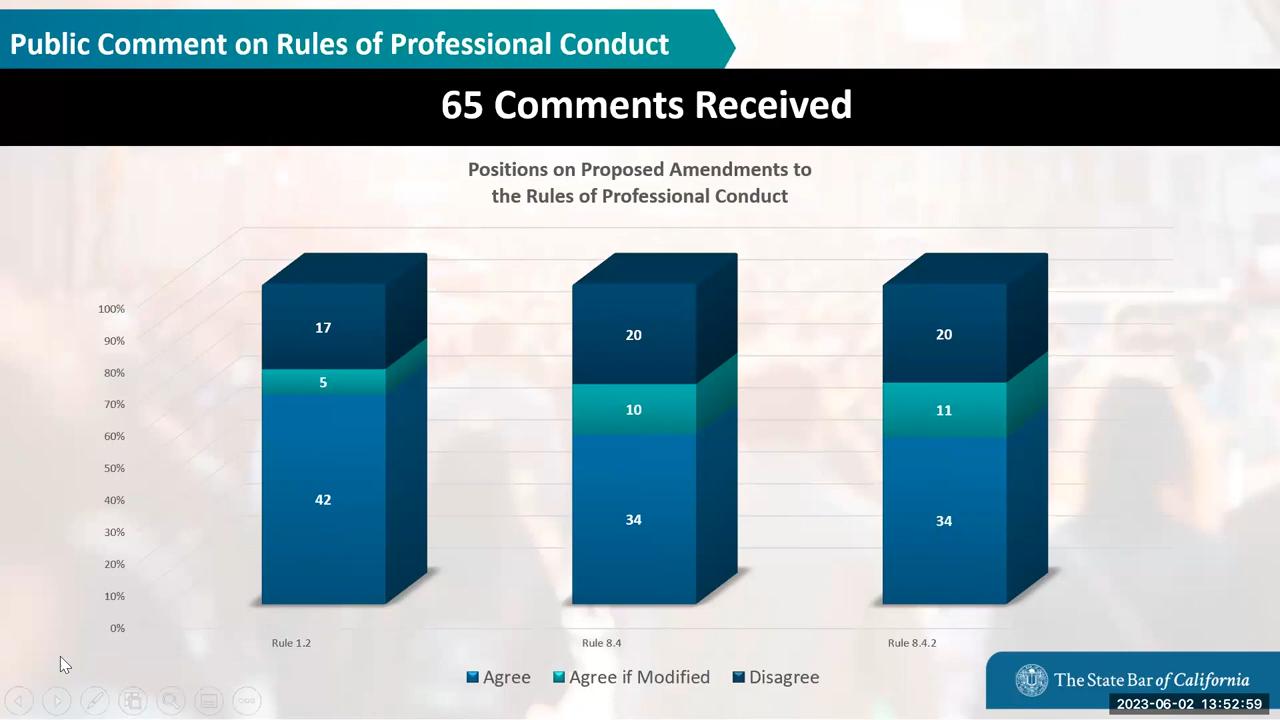 Public Comment on Rules of Professional Conduct
65 Comments Received
Positions on Proposed Amendments to
the Rules of Professional Conduct
100%
90%
80%
70%
60%
50%
40%
30%
20%
10%
0%
17
5
42
20
10
34
20
11
34
Rule 1.2
Rule 8.4
Rule 8.4.2
Agree
Agree if Modified
Disagree
The State Bar of California
2023-06-02 13:52:59